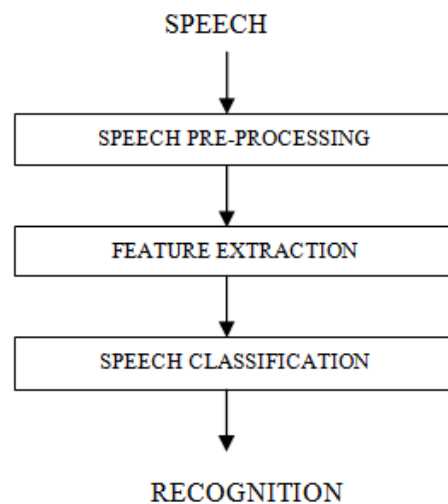 SPEECH
SPEECH PRE-PROCESSING
FEATURE EXTRACTION
SPEECH CLASSIFICATION
RECOGNITION